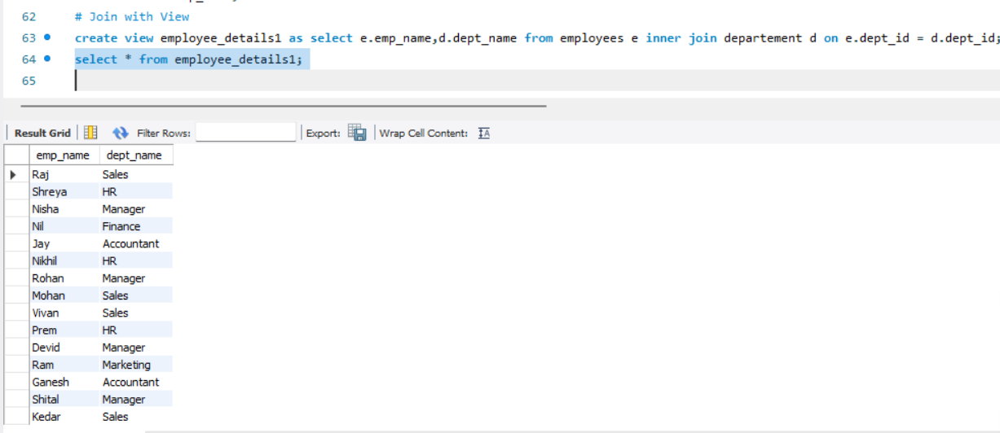 62 # Join with View
63 create view employee_details1 as select e.emp_name,d.dept_name from employees e inner join departement d on e.dept_id = d.dept_id;
64 select * from employee_details1;
65
Result Grid Filter Rows: Export: Wrap Cell Content:
emp_name dept_name
Raj Sales
Shreya HR
Nisha Manager
Nil Finance
Jay Accountant
Nikhil HR
Rohan Manager
Mohan Sales
Vivan Sales
Prem HR
Devid Manager
Ram Marketing
Ganesh Accountant
Shital Manager
Kedar Sales